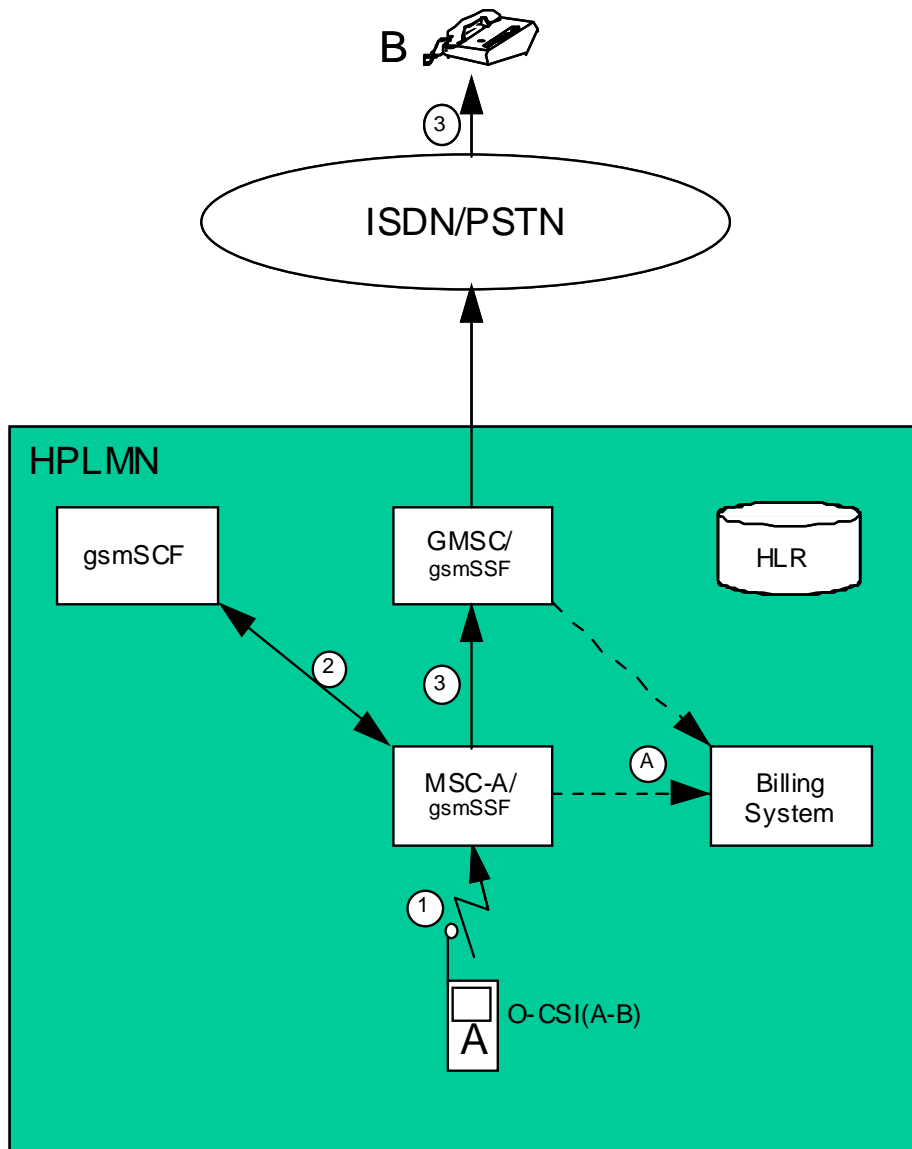 B
3
ISDN/PSTN
HPLMN
gsmSCF
GMSC/
gsmSSF
HLR
2
3
A
MSC-A/
gsmSSF
Billing
System
1
O-CSI(A-B)
A